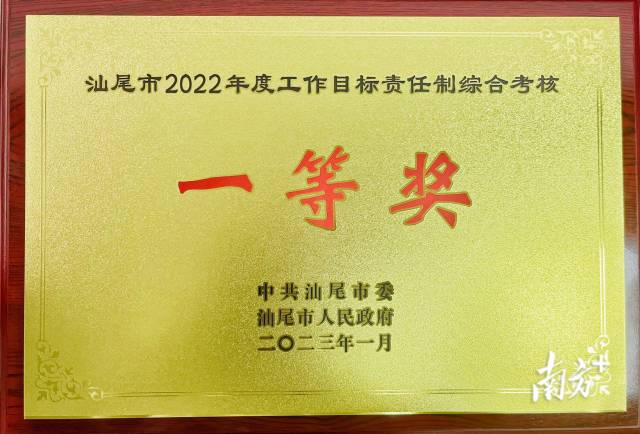 汕尾市2022年度工作目标责任制综合考核
一等奖
中共汕尾市委
汕尾市人民政府
二〇二三年一月
南方+